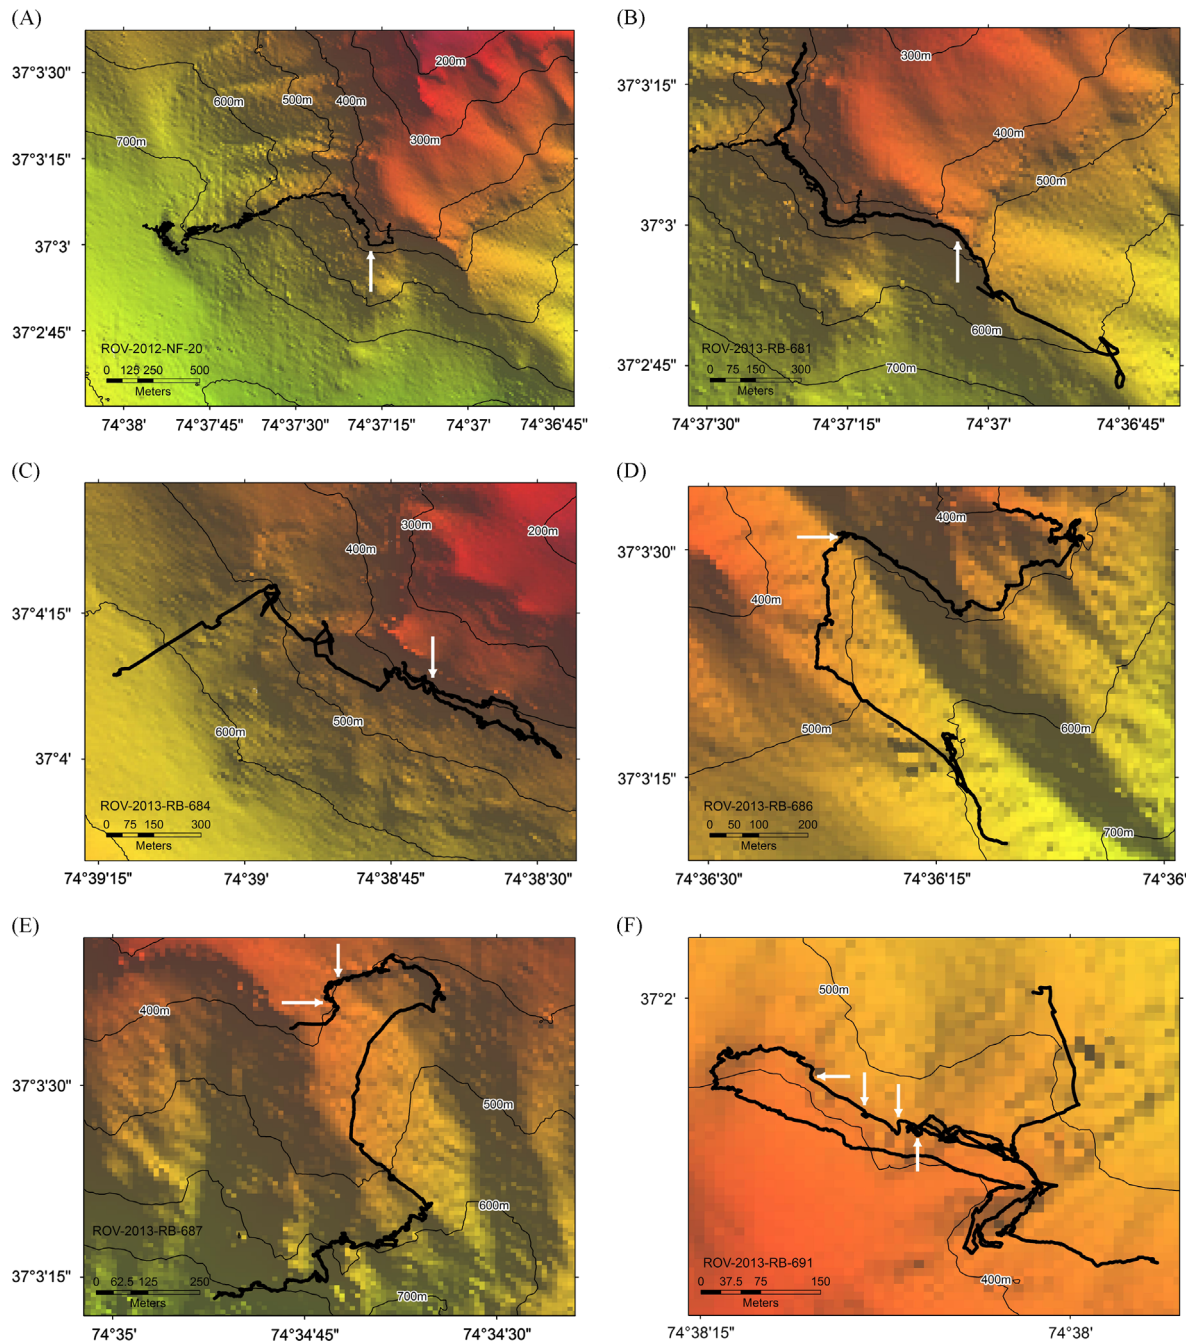 (A)
37°3'30"
37°3'15"
37°3'
37°2'45"
200m
600m
500m
400m
700m
300m
ROV-2012-NF-20
0 125 250 500
Meters
74°38' 74°37'45" 74°37'30" 74°37'15" 74°37' 74°36'45"
(B)
37°3'15"
37°3'
37°2'45"
300m
400m
500m
600m
700m
ROV-2013-RB-681
0 75 150 300
Meters
74°37'30" 74°37'15" 74°37' 74°36'45"
(C)
37°4'15"
37°4'
200m
300m
400m
500m
600m
ROV-2013-RB-684
0 75 150 300
Meters
74°39'15" 74°39' 74°38'45" 74°38'30"
(D)
37°3'30"
37°3'15"
400m
400m
500m
600m
700m
ROV-2013-RB-686
0 50 100 200
Meters
74°36'30" 74°36'15" 74°36'
(E)
37°3'30"
37°3'15"
400m
500m
600m
700m
ROV-2013-RB-687
0 62.5 125 250
Meters
74°35' 74°34'45" 74°34'30"
(F)
37°2'
500m
400m
ROV-2013-RB-691
0 37.5 75 150
Meters
74°38'15" 74°38'